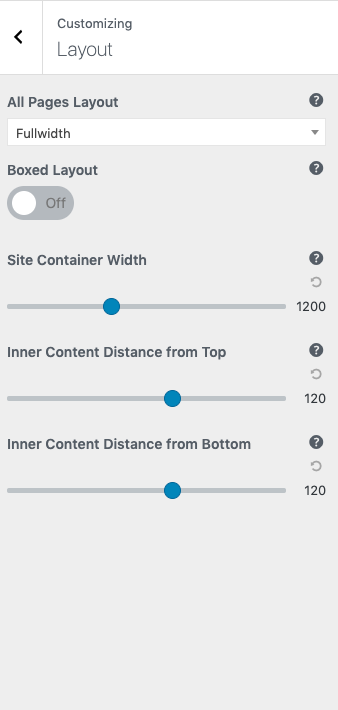 Customizing
Layout
All Pages Layout
Fullwidth
Boxed Layout
Off
Site Container Width
1200
Inner Content Distance from Top
120
Inner Content Distance from Bottom
120